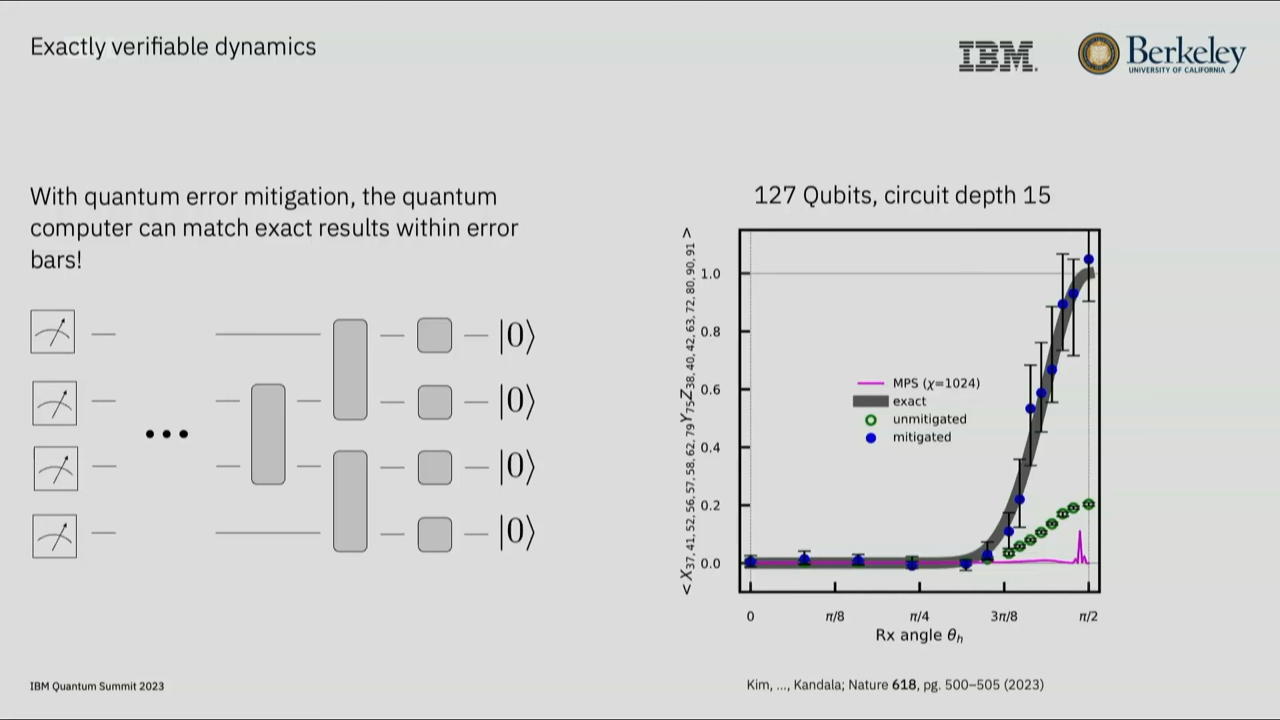 Exactly verifiable dynamics
IBM
Berkeley
UNIVERSITY OF CALIFORNIA
With quantum error mitigation, the quantum
computer can match exact results within error
bars!
|0⟩
|0⟩
|0⟩
|0⟩
127 Qubits, circuit depth 15
<X37, 41, 52, 56, 57, 58, 62, 79Y75Z38, 40, 42, 63, 72, 80, 90, 91>
1.0
0.8
0.6
0.4
0.2
0.0
MPS (χ=1024)
exact
unmitigated
mitigated
0 π/8 π/4 3π/8 π/2
Rx angle θh
IBM Quantum Summit 2023
Kim, ..., Kandala; Nature 618, pg. 500–505 (2023)